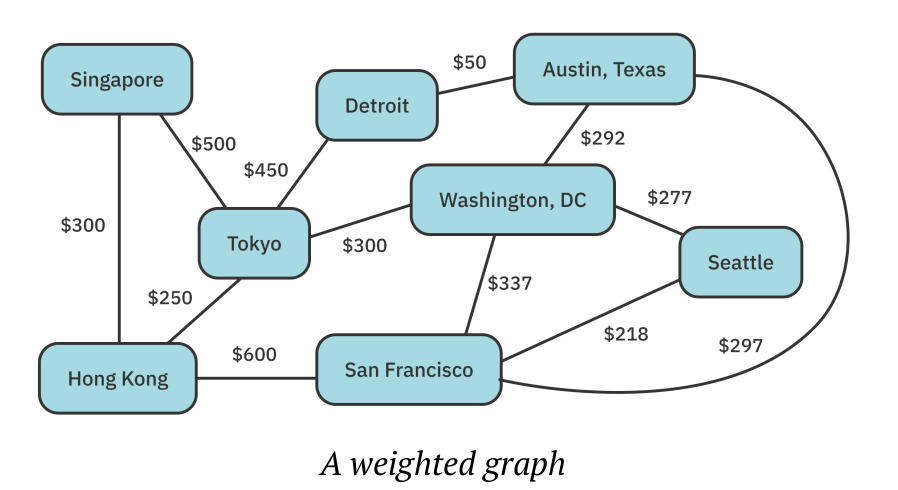 Singapore
Detroit
$50
Austin, Texas
$500
$450
$292
Washington, DC
$277
$300
Tokyo
$300
Seattle
$250
$337
Hong Kong
$600
San Francisco
$218
$297
A weighted graph